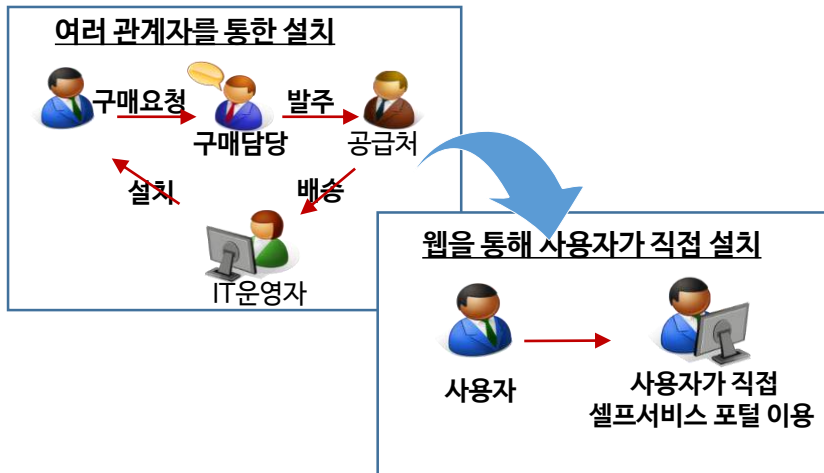 여러 관계자를 통한 설치
구매요청
발주
구매담당
공급처
설치
배송
IT운영자
웹을 통해 사용자가 직접 설치
사용자
사용자가 직접
셀프서비스 포털 이용